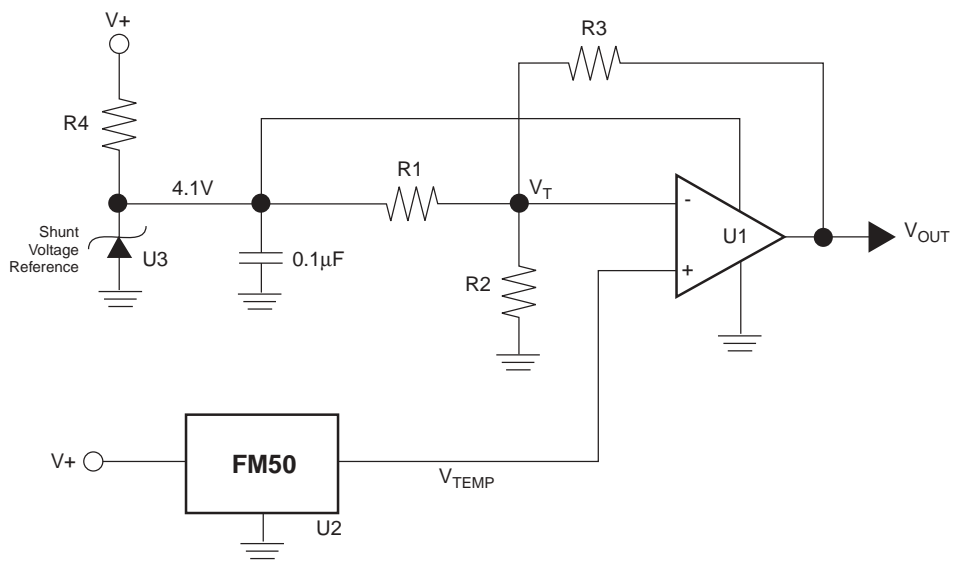 V+
R3
R4
R1
4.1V
VT
-
U1
VOUT
Shunt
Voltage
Reference
U3
0.1µF
R2
+
V+
FM50
VTEMP
U2